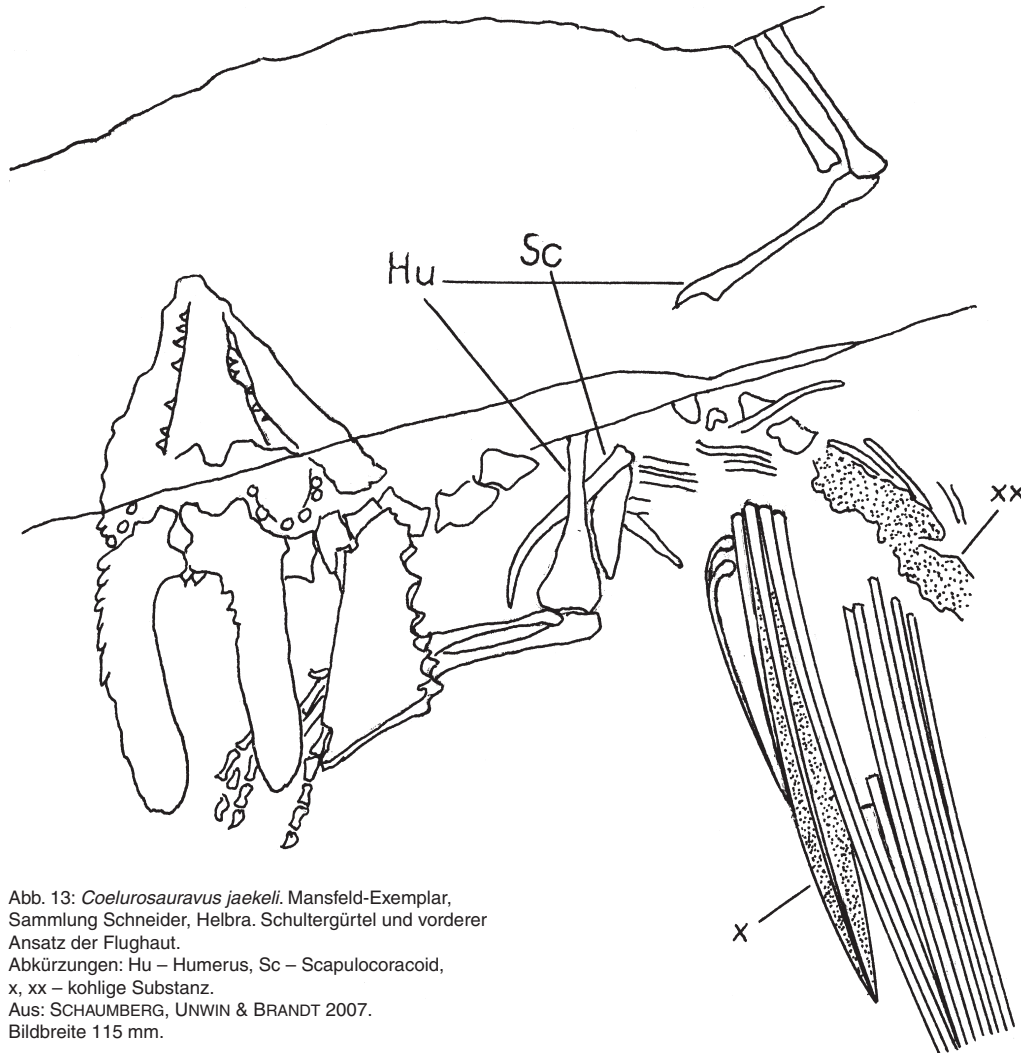 Hu
Sc
xx
x
Abb. 13: Coelurosauravus jaekeli. Mansfeld-Exemplar,
Sammlung Schneider, Helbra. Schultergürtel und vorderer
Ansatz der Flughaut.
Abkürzungen: Hu – Humerus, Sc – Scapulocoracoid,
x, xx – kohlige Substanz.
Aus: SCHAUMBERG, UNWIN & BRANDT 2007.
Bildbreite 115 mm.